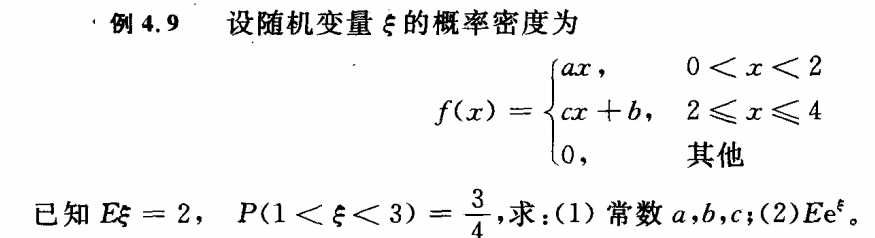 例 4.9 设随机变量 ξ 的概率密度为
f(x) = { ax, 0 < x < 2
cx + b, 2 ⩽ x ⩽ 4
0, 其他
已知 Eξ = 2, P(1 < ξ < 3) = 3/4,求:(1) 常数 a,b,c;(2)Ee^ξ。